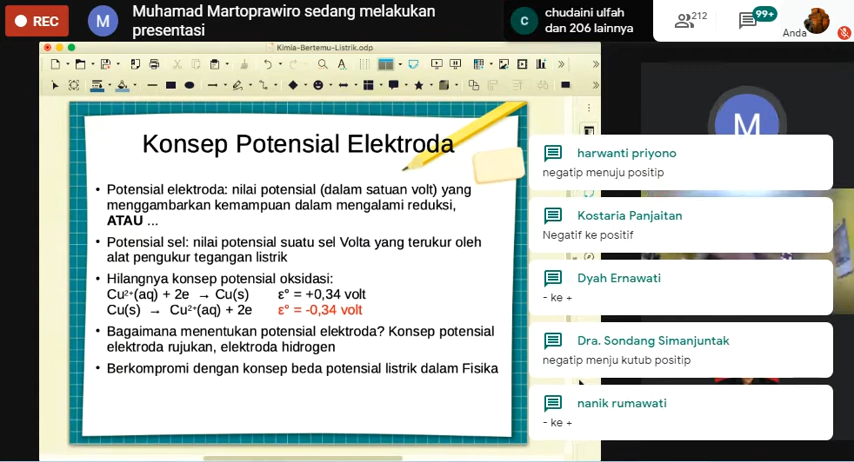 REC
M
Muhamad Martoprawiro sedang melakukan
presentasi
C
chudaini ulfah
dan 206 lainnya
212
99+
Anda
Kimia-Bertemu-Listrik.odp
Konsep Potensial Elektroda
• Potensial elektroda: nilai potensial (dalam satuan volt) yang
menggambarkan kemampuan dalam mengalami reduksi,
ATAU ...
• Potensial sel: nilai potensial suatu sel Volta yang terukur oleh
alat pengukur tegangan listrik
• Hilangnya konsep potensial oksidasi:
Cu²⁺(aq) + 2e → Cu(s) ε° = +0,34 volt
Cu(s) → Cu²⁺(aq) + 2e ε° = -0,34 volt
• Bagaimana menentukan potensial elektroda? Konsep potensial
elektroda rujukan, elektroda hidrogen
• Berkompromi dengan konsep beda potensial listrik dalam Fisika
M
harwanti priyono
negatip menuju positip
Kostaria Panjaitan
Negatif ke positif
Dyah Ernawati
- ke +
Dra. Sondang Simanjuntak
negatip menju kutub positip
nanik rumawati
- ke +